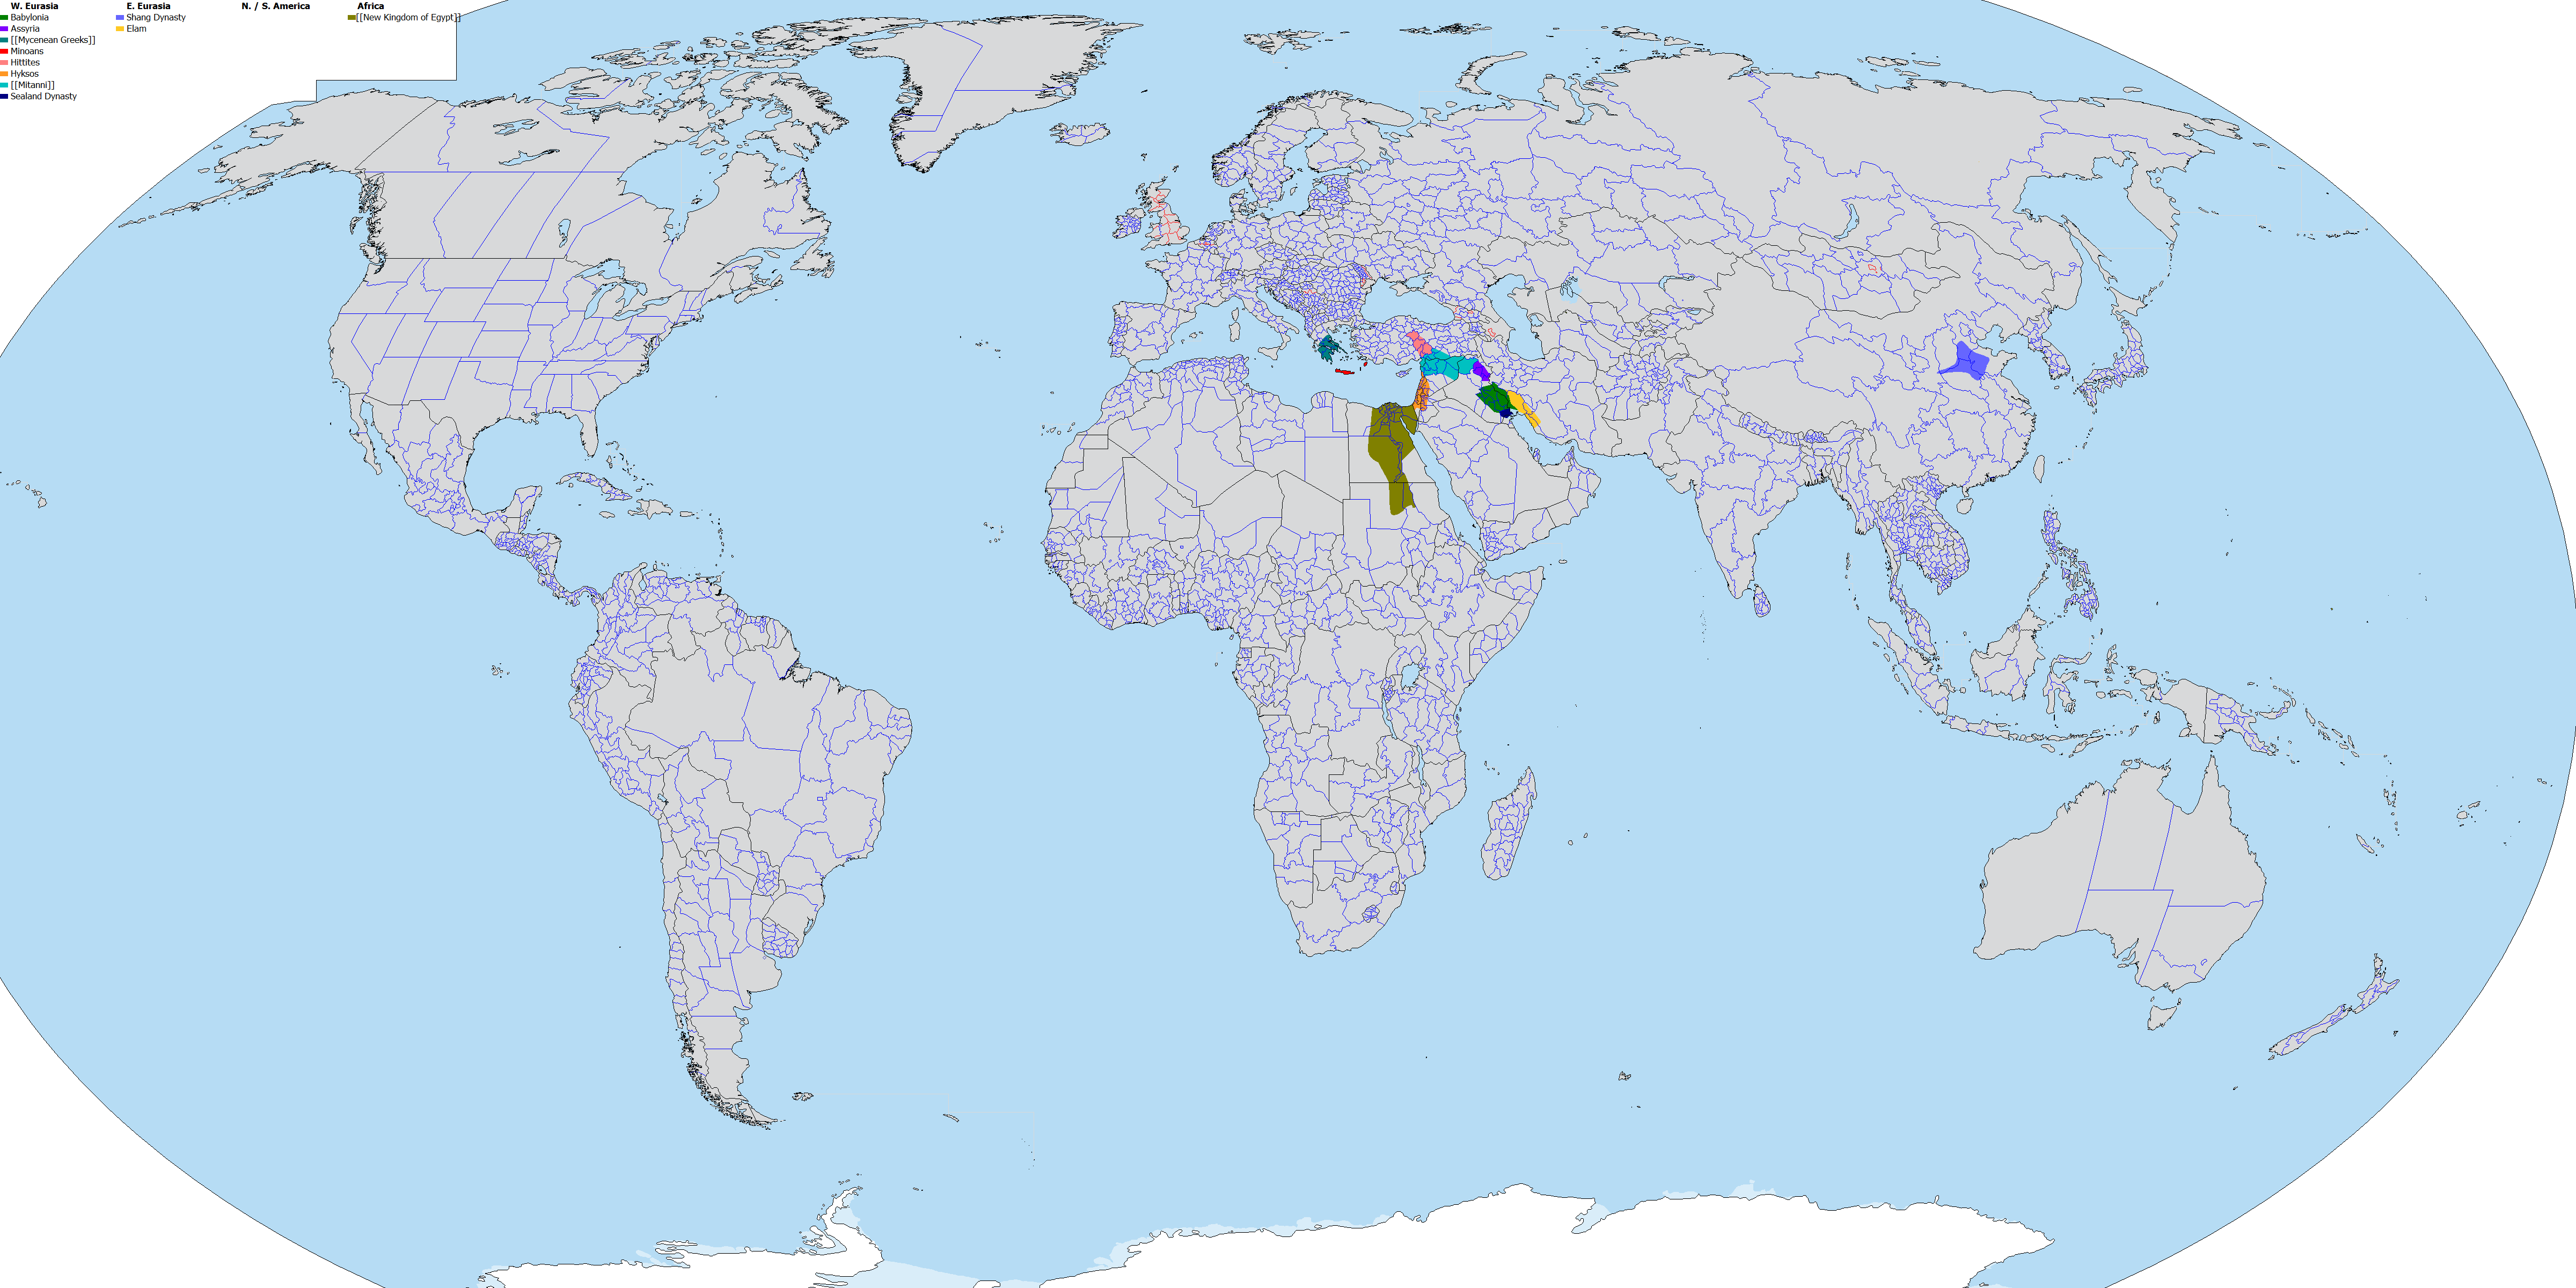 W. Eurasia
Babylonia
Assyria
[[Mycenean Greeks]]
Minoans
Hittites
Hyksos
[[Mitanni]]
Sealand Dynasty
E. Eurasia
Shang Dynasty
Elam
N. / S. America
Africa
[[New Kingdom of Egypt]]